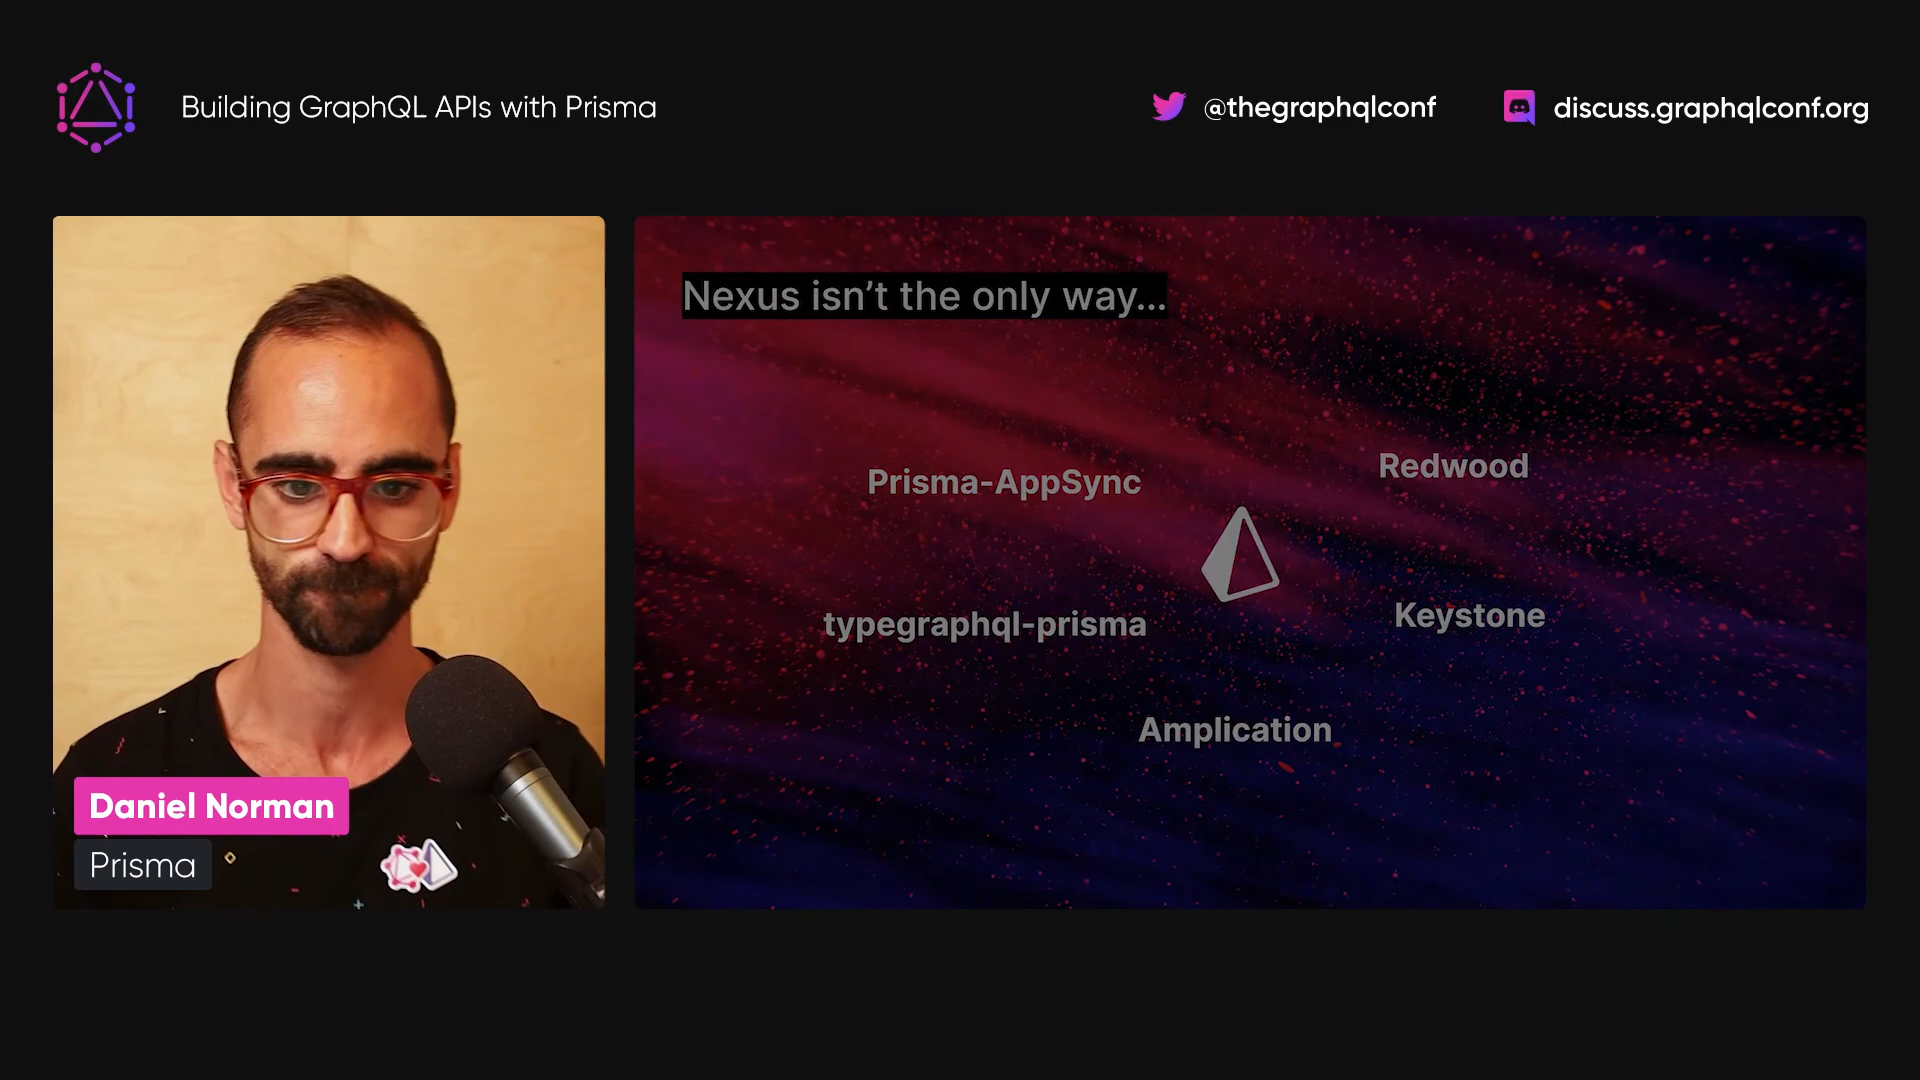 Building GraphQL APIs with Prisma
@thegraphqlconf
discuss.graphqlconf.org
Nexus isn’t the only way...
Prisma-AppSync
Redwood
typegraphql-prisma
Keystone
Amplication
Daniel Norman
Prisma